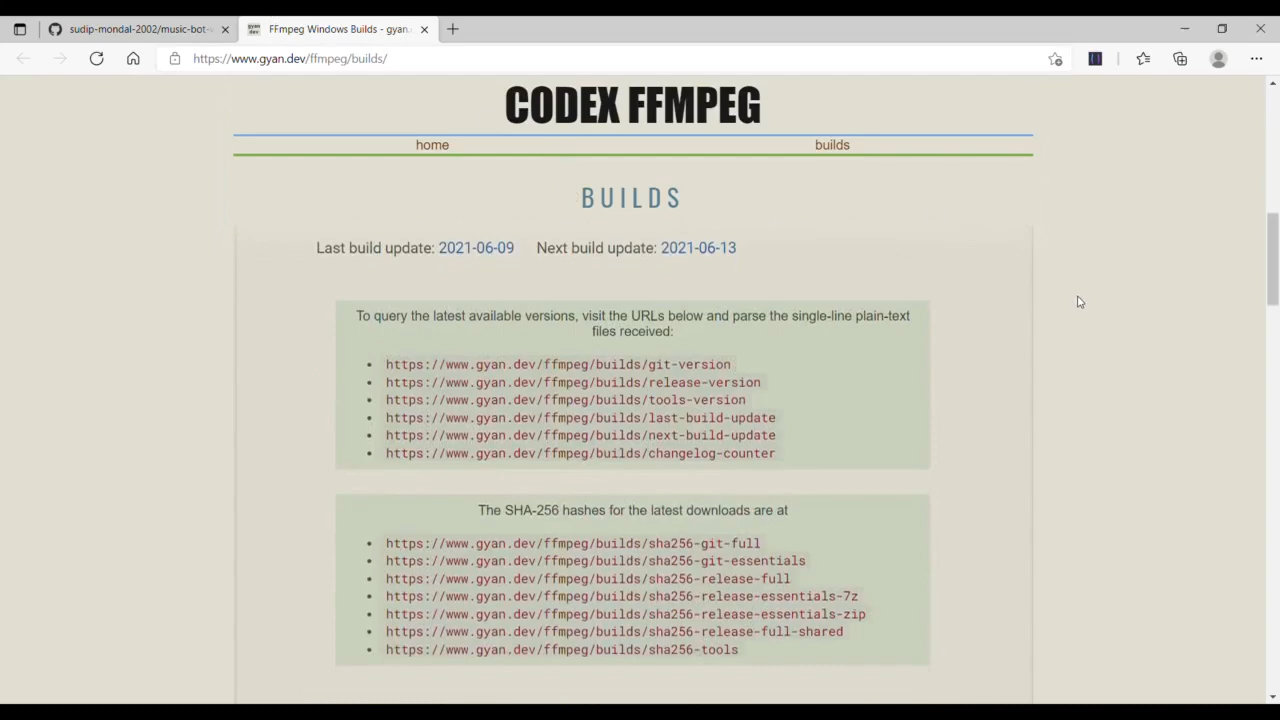 sudip-mondal-2002/music-bot-
FFmpeg Windows Builds - gyan.
gyan
dev
https://www.gyan.dev/ffmpeg/builds/
CODEX FFMPEG
home builds
BUILDS
Last build update: 2021-06-09 Next build update: 2021-06-13
To query the latest available versions, visit the URLs below and parse the single-line plain-text
files received:
https://www.gyan.dev/ffmpeg/builds/git-version
https://www.gyan.dev/ffmpeg/builds/release-version
https://www.gyan.dev/ffmpeg/builds/tools-version
https://www.gyan.dev/ffmpeg/builds/last-build-update
https://www.gyan.dev/ffmpeg/builds/next-build-update
https://www.gyan.dev/ffmpeg/builds/changelog-counter
The SHA-256 hashes for the latest downloads are at
https://www.gyan.dev/ffmpeg/builds/sha256-git-full
https://www.gyan.dev/ffmpeg/builds/sha256-git-essentials
https://www.gyan.dev/ffmpeg/builds/sha256-release-full
https://www.gyan.dev/ffmpeg/builds/sha256-release-essentials-7z
https://www.gyan.dev/ffmpeg/builds/sha256-release-essentials-zip
https://www.gyan.dev/ffmpeg/builds/sha256-release-full-shared
https://www.gyan.dev/ffmpeg/builds/sha256-tools